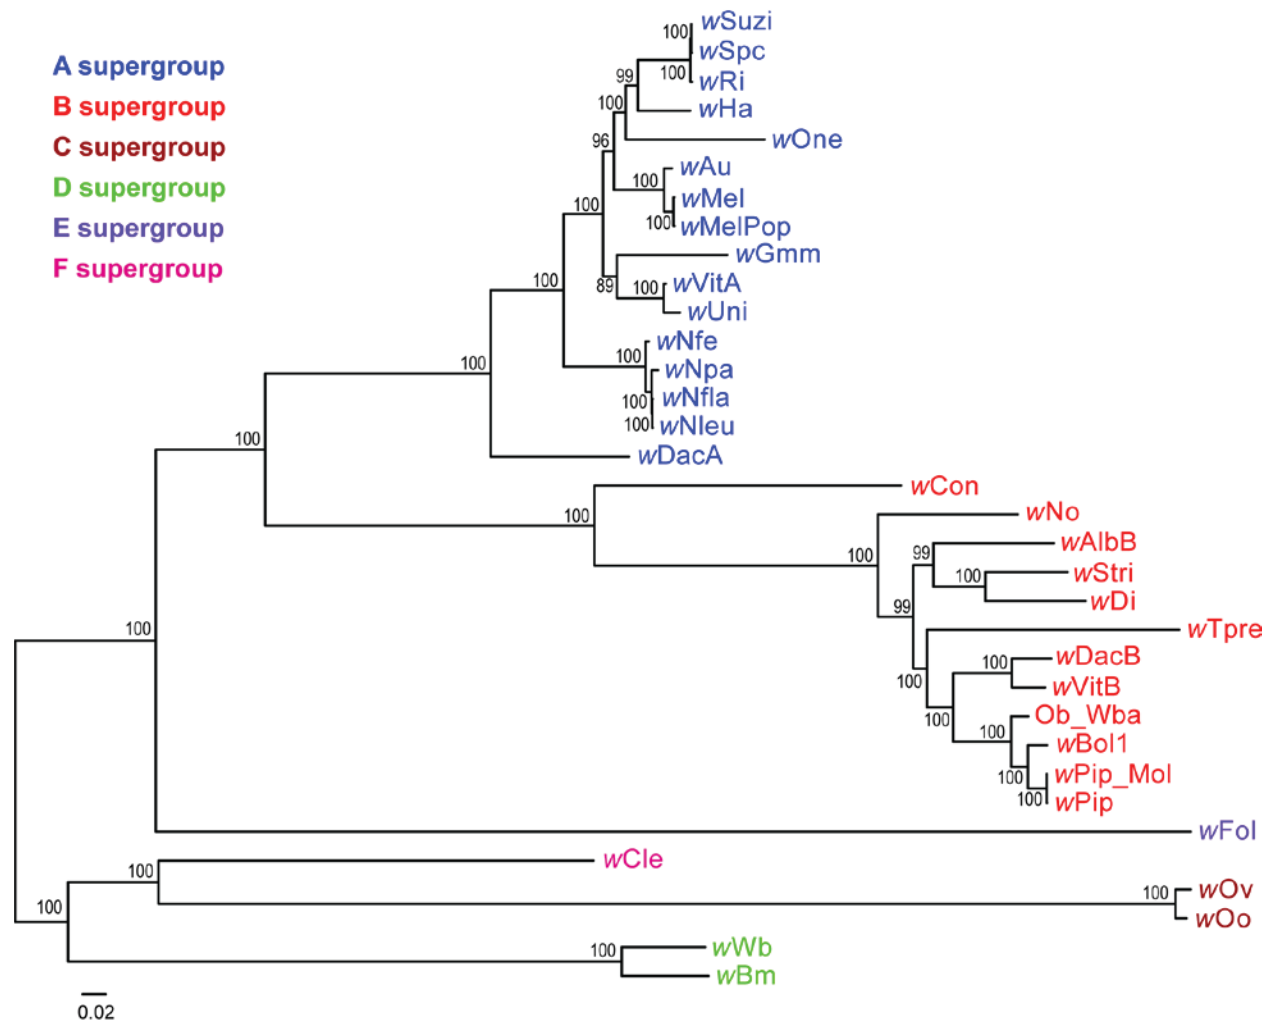 A supergroup
B supergroup
C supergroup
D supergroup
E supergroup
F supergroup
wSuzi
100
wSpc
100
wRi
99
wHa
100
wOne
96
wAu
100
wMel
100
wMelPop
100
wGmm
89
wVitA
100
wUni
100
wNfe
100
wNpa
100
wNfla
100
wNleu
100
wDacA
100
wCon
100
wNo
100
wAlbB
99
wStri
100
wDi
99
wTpre
100
wDacB
100
wVitB
100
Ob_Wba
100
wBol1
100
wPip_Mol
100
wPip
100
wFol
100
wCle
100
wOv
100
wOo
100
wWb
100
wBm
0.02